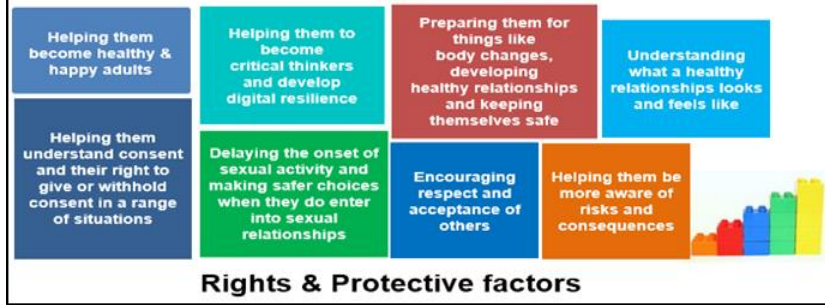 Helping them
become healthy &
happy adults
Helping them to
become
critical thinkers
and develop
digital resilience
Preparing them for
things like
body changes,
developing
healthy relationships
and keeping
themselves safe
Understanding
what a healthy
relationships looks
and feels like
Helping them
understand consent
and their right to
give or withhold
consent in a range
of situations
Delaying the onset of
sexual activity and
making safer choices
when they do enter
into sexual
relationships
Encouraging
respect and
acceptance of
others
Helping them be
more aware of
risks and
consequences
Rights & Protective factors